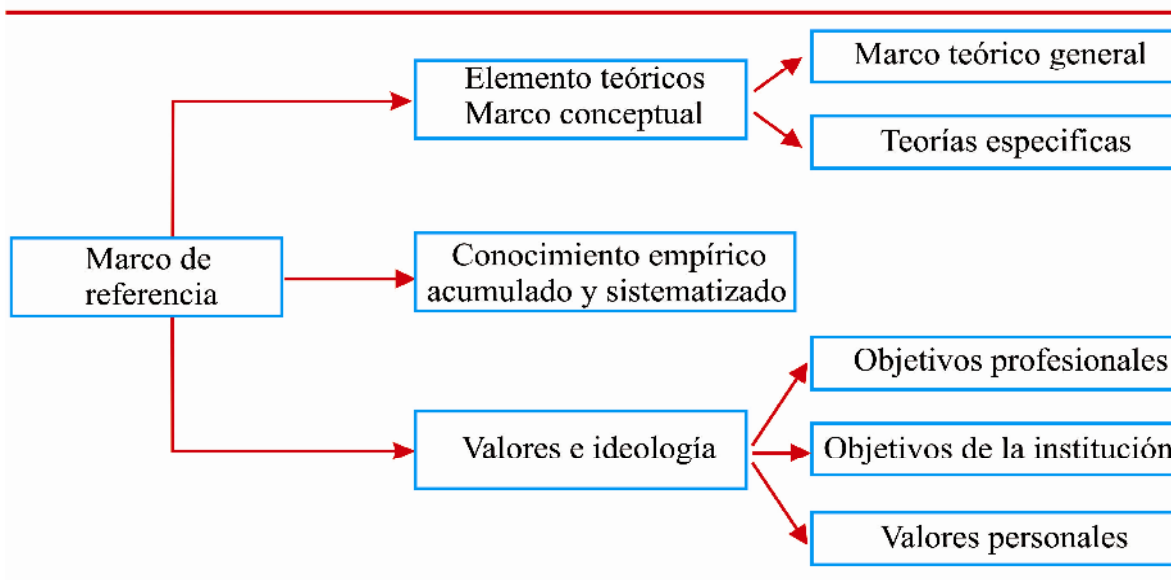 Marco de
referencia
Elemento teóricos
Marco conceptual
Marco teórico general
Teorías especificas
Conocimiento empírico
acumulado y sistematizado
Valores e ideología
Objetivos profesionales
Objetivos de la institución
Valores personales